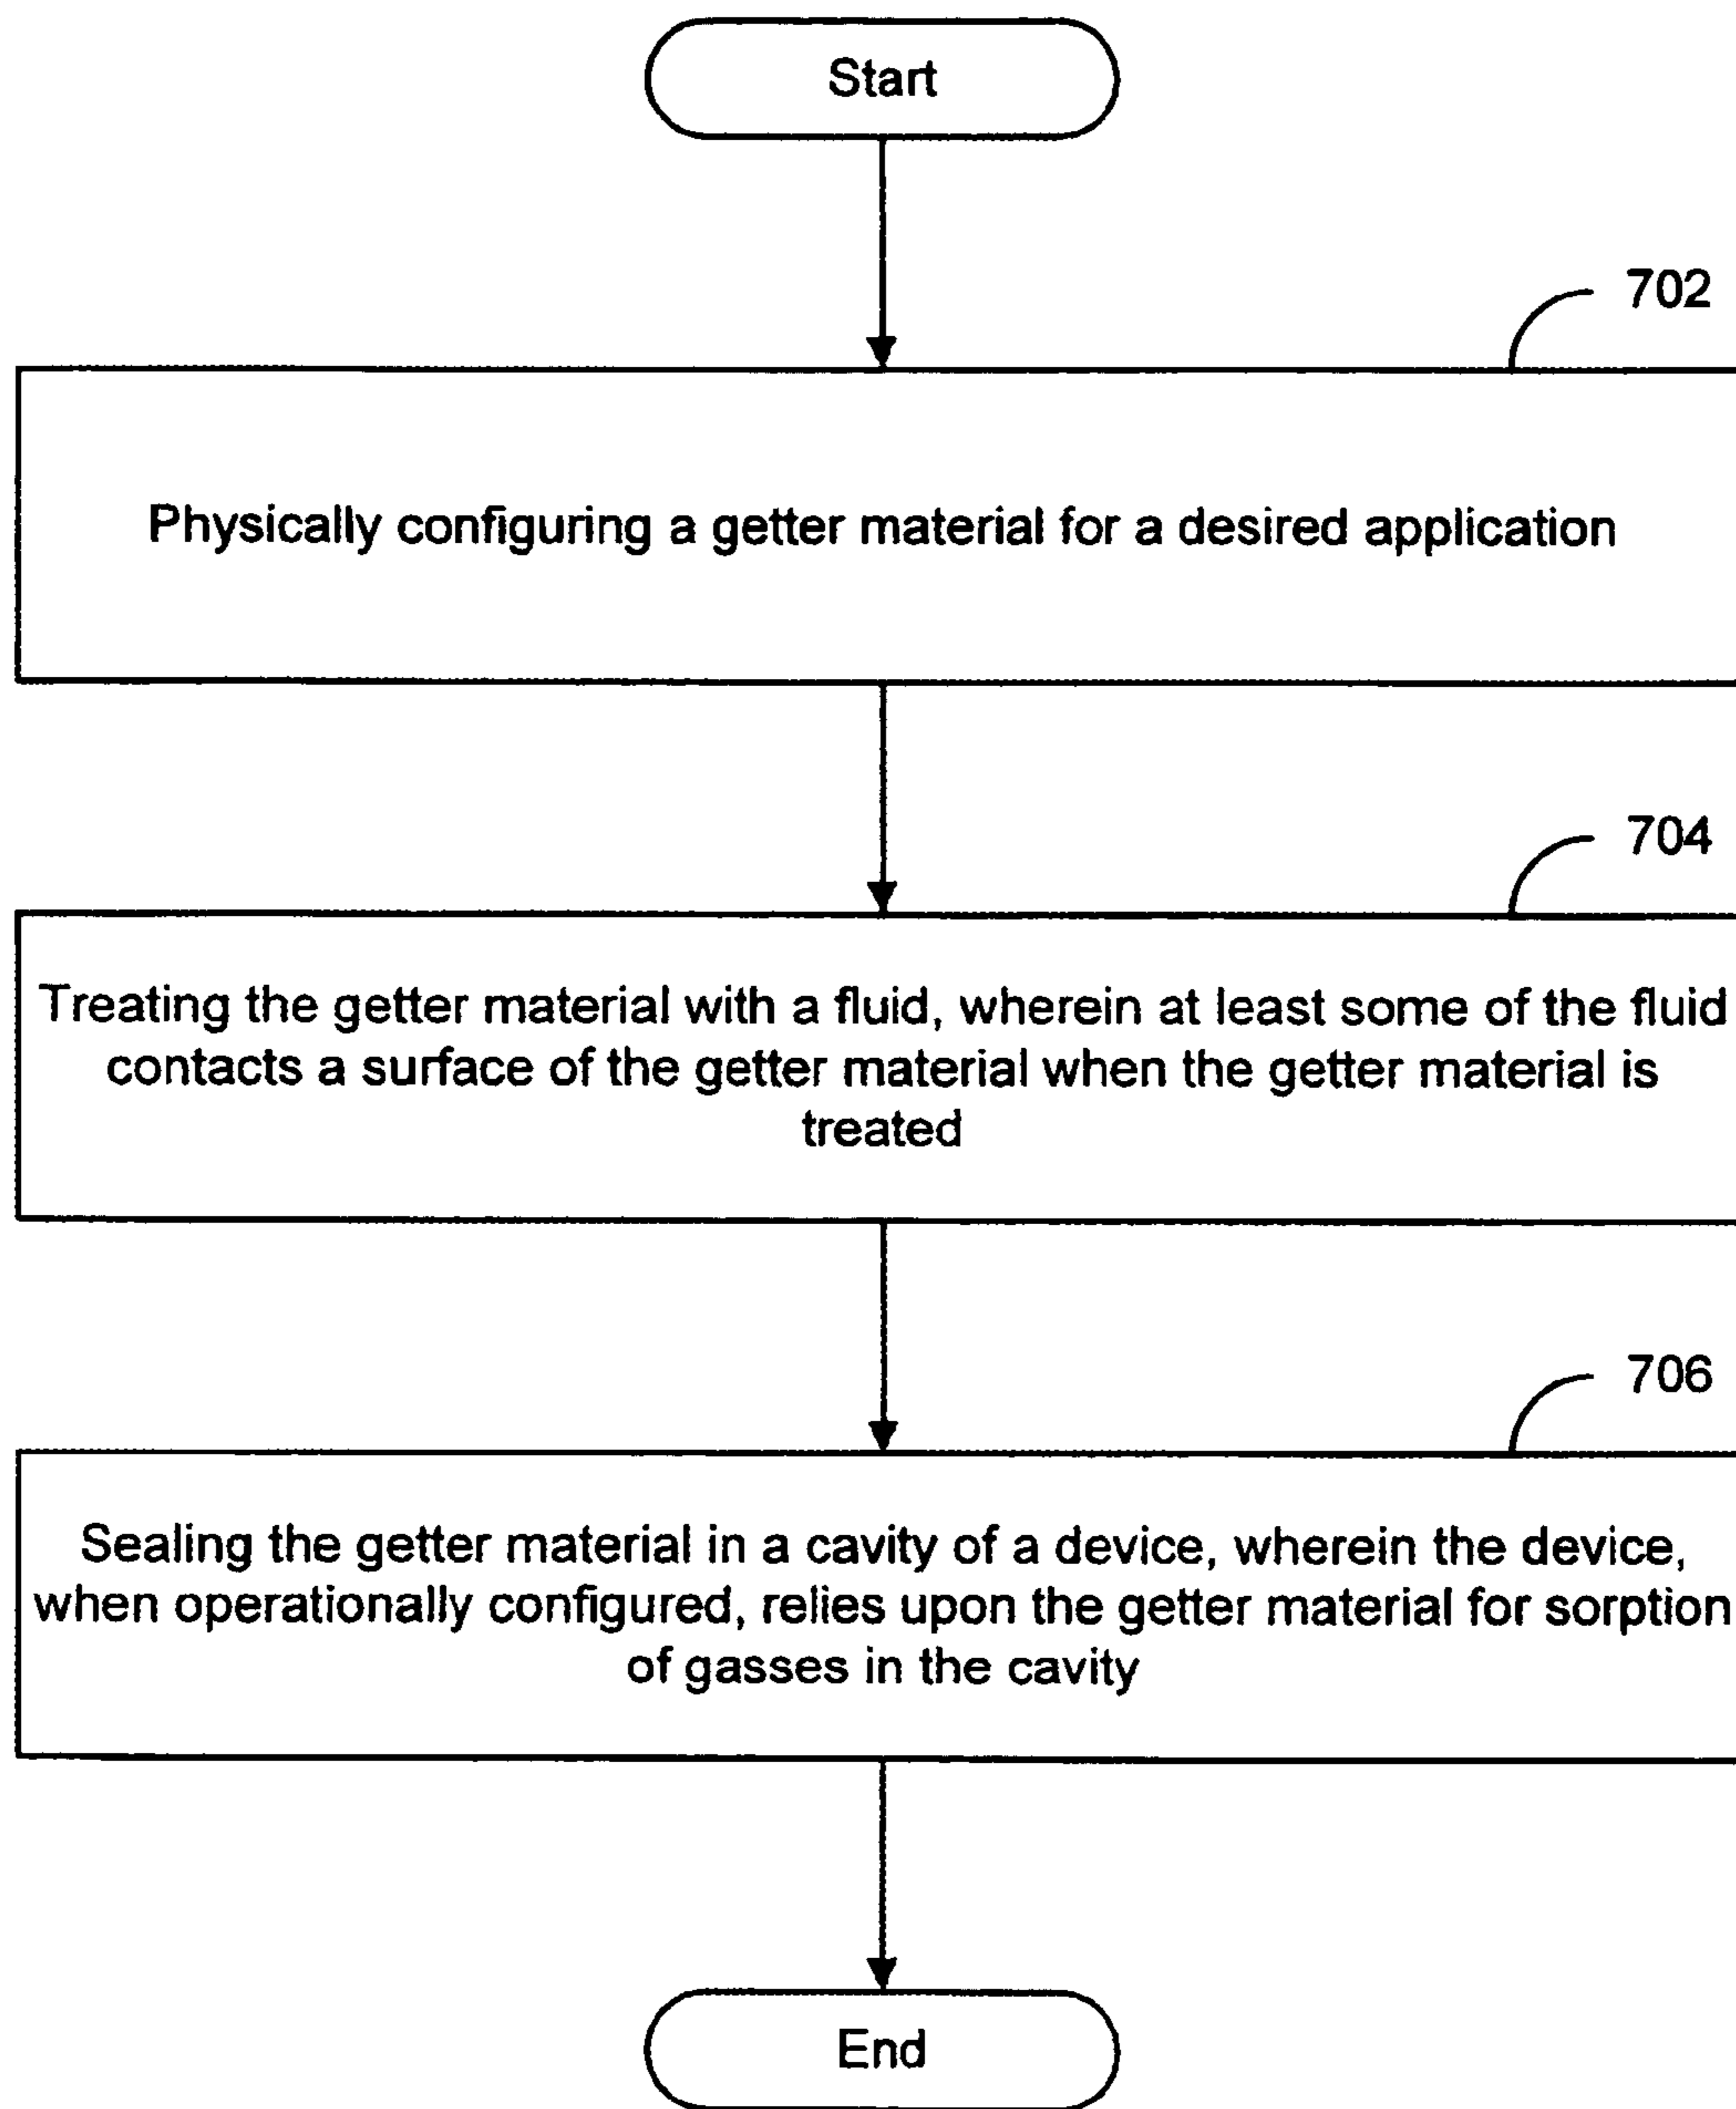 Start
702
Physically configuring a getter material for a desired application
704
Treating the getter material with a fluid, wherein at least some of the fluid
contacts a surface of the getter material when the getter material is
treated
706
Sealing the getter material in a cavity of a device, wherein the device,
when operationally configured, relies upon the getter material for sorption
of gasses in the cavity
End